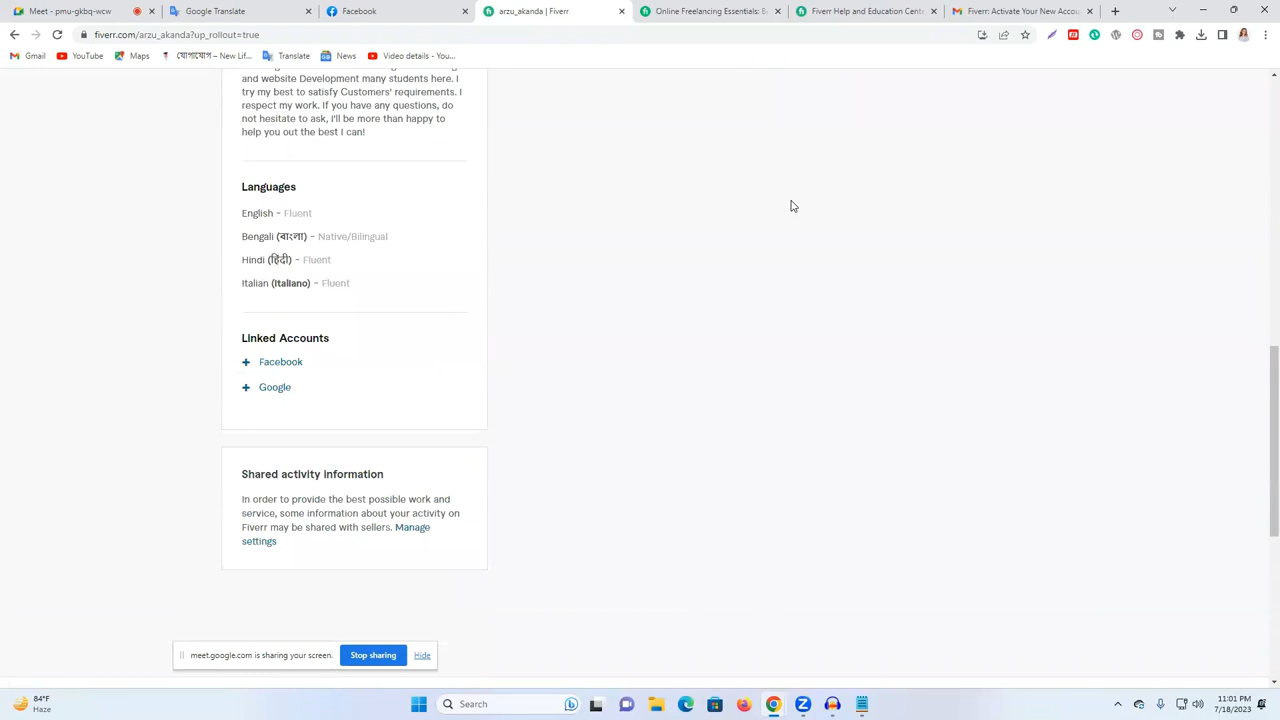 Meet - pmu-gkbq-wcw
Google Translate
Facebook
arzu_akanda | Fiverr
Online Freelancing Essentials: B
Fiverr Help and Education Cent
Fiverr: Activate Your New Accou
fiverr.com/arzu_akanda?up_rollout=true
Gmail
YouTube
Maps
যোগাযোগ – New Lif...
Translate
News
Video details - You...
and website Development many students here. I
try my best to satisfy Customers' requirements. I
respect my work. If you have any questions, do
not hesitate to ask, I'll be more than happy to
help you out the best I can!
Languages
English - Fluent
Bengali (বাংলা) - Native/Bilingual
Hindi (हिंदी) - Fluent
Italian (Italiano) - Fluent
Linked Accounts
+ Facebook
+ Google
Shared activity information
In order to provide the best possible work and
service, some information about your activity on
Fiverr may be shared with sellers. Manage
settings
meet.google.com is sharing your screen.
Stop sharing
Hide
84°F
Haze
Search
11:01 PM
7/18/2023